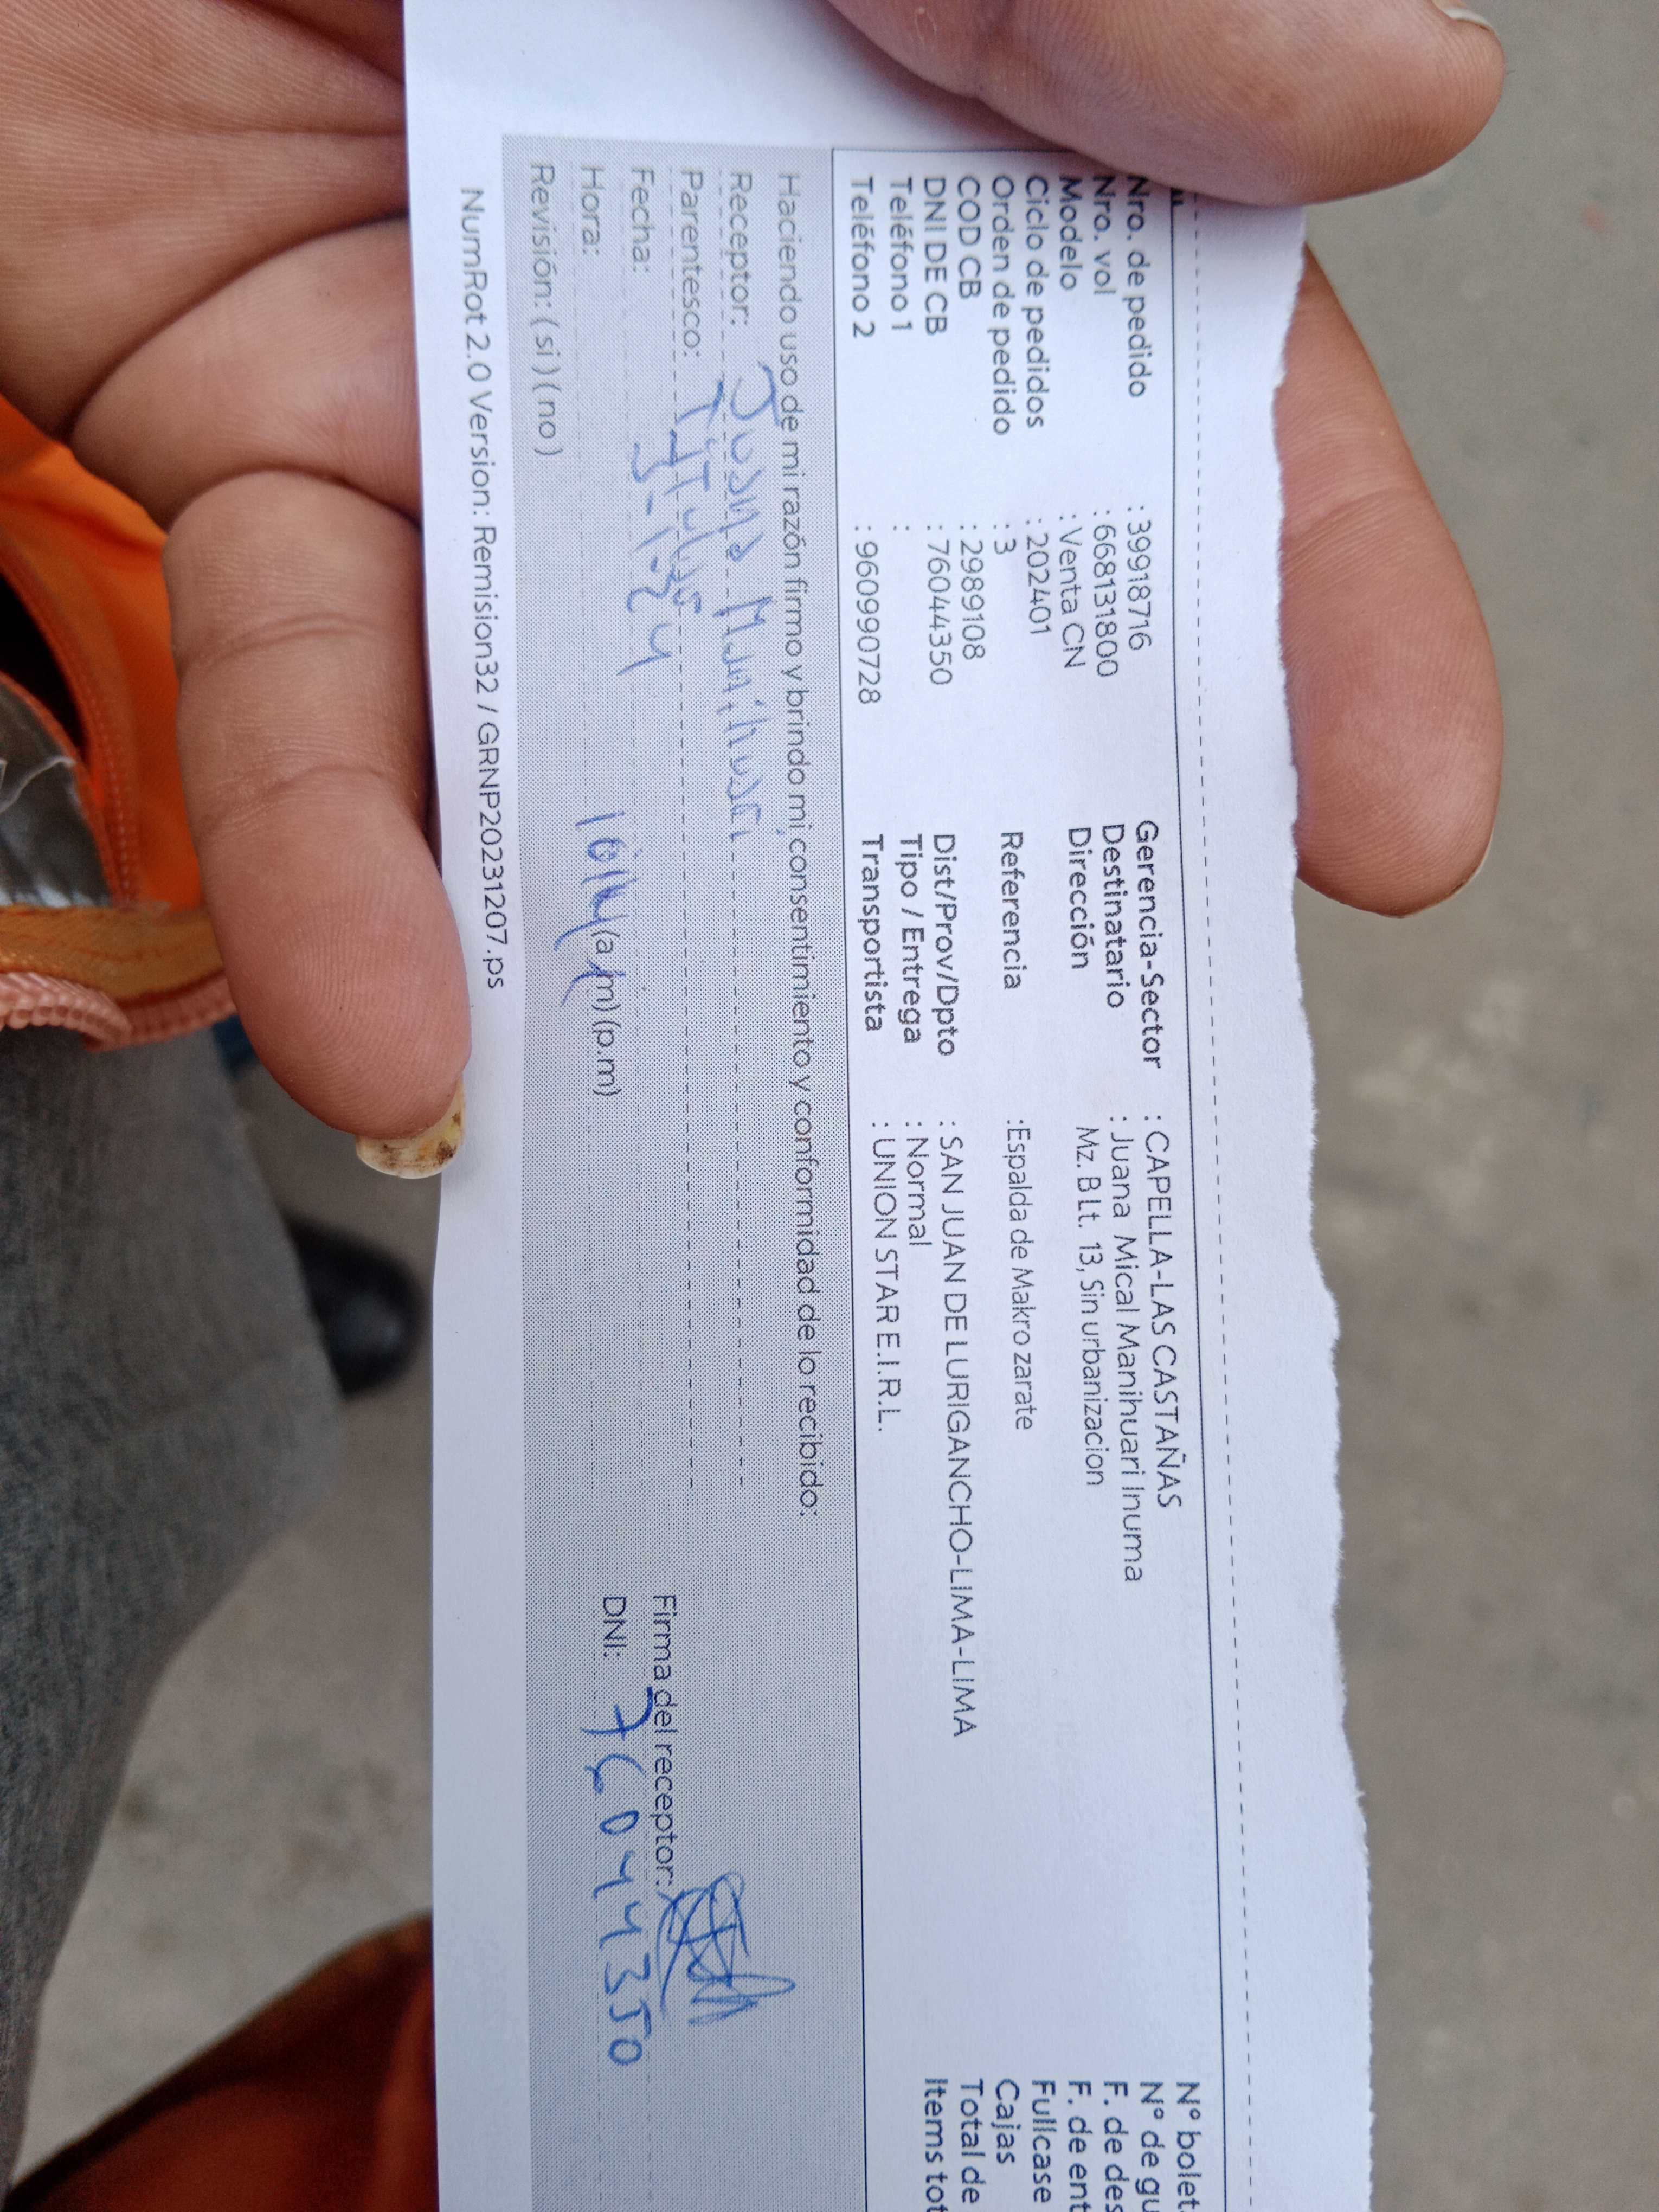 Nro. de pedido : 39918716
Nro. vol : 668131800
Modelo : Venta CN
Ciclo de pedidos : 202401
Orden de pedido : 3
COD CB : 2989108
DNI DE CB : 76044350
Teléfono 1 :
Teléfono 2 : 960990728
Gerencia-Sector : CAPELLA-LAS CASTAÑAS
Destinatario : Juana Mical Manihuari Inuma
Dirección Mz. B Lt. 13, Sin urbanizacion
Referencia :Espalda de Makro zarate
Dist/Prov/Dpto : SAN JUAN DE LURIGANCHO-LIMA-LIMA
Tipo / Entrega : Normal
Transportista : UNION STAR E.I.R.L.
N° bolet
N° de gu
F. de des
F. de ent
Fullcase
Cajas
Total de
Items tot
Haciendo uso de mi razón firmo y brindo mi consentimiento y conformidad de lo recibido:
Receptor: Juana Manihuari
Parentesco: Titular
Fecha: 3-1-24
Hora: (a.m) (p.m)
Revisión: ( si ) ( no )
Firma del receptor:
DNI: 76044350
NumRot 2.0 Version: Remision32 / GRNP20231207.ps